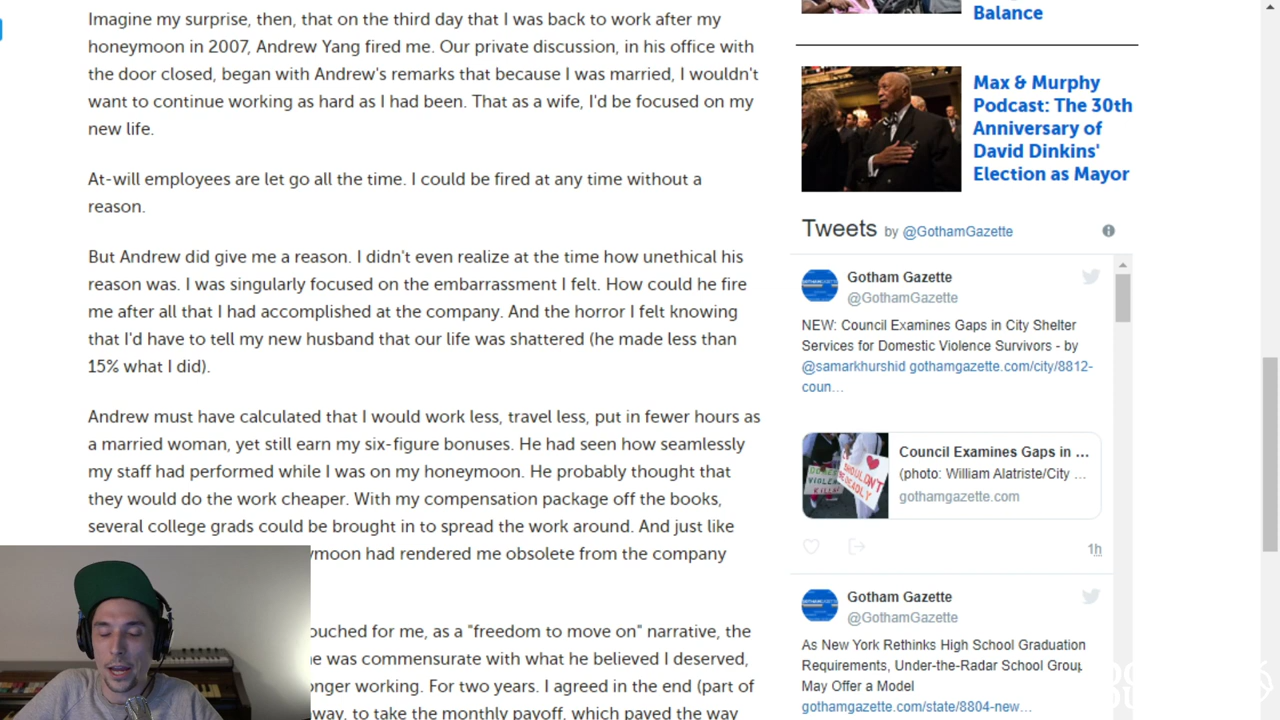 Imagine my surprise, then, that on the third day that I was back to work after my
honeymoon in 2007, Andrew Yang fired me. Our private discussion, in his office with
the door closed, began with Andrew's remarks that because I was married, I wouldn't
want to continue working as hard as I had been. That as a wife, I'd be focused on my
new life.
At-will employees are let go all the time. I could be fired at any time without a
reason.
But Andrew did give me a reason. I didn't even realize at the time how unethical his
reason was. I was singularly focused on the embarrassment I felt. How could he fire
me after all that I had accomplished at the company. And the horror I felt knowing
that I'd have to tell my new husband that our life was shattered (he made less than
15% what I did).
Andrew must have calculated that I would work less, travel less, put in fewer hours as
a married woman, yet still earn my six-figure bonuses. He had seen how seamlessly
my staff had performed while I was on my honeymoon. He probably thought that
they would do the work cheaper. With my compensation package off the books,
several college grads could be brought in to spread the work around. And just like
ymoon had rendered me obsolete from the company
ouched for me, as a "freedom to move on" narrative, the
e was commensurate with what he believed I deserved,
onger working. For two years. I agreed in the end (part of
way, to take the monthly payoff, which paved the way
Balance
Max & Murphy
Podcast: The 30th
Anniversary of
David Dinkins'
Election as Mayor
Tweets by @GothamGazette
Gotham Gazette
@GothamGazette
NEW: Council Examines Gaps in City Shelter
Services for Domestic Violence Survivors - by
@samarkhurshid gothamgazette.com/city/8812-
coun…
Council Examines Gaps in ...
(photo: William Alatriste/City ...
gothamgazette.com
1h
Gotham Gazette
@GothamGazette
As New York Rethinks High School Graduation
Requirements, Under-the-Radar School Group
May Offer a Model
gothamgazette.com/state/8804-new…